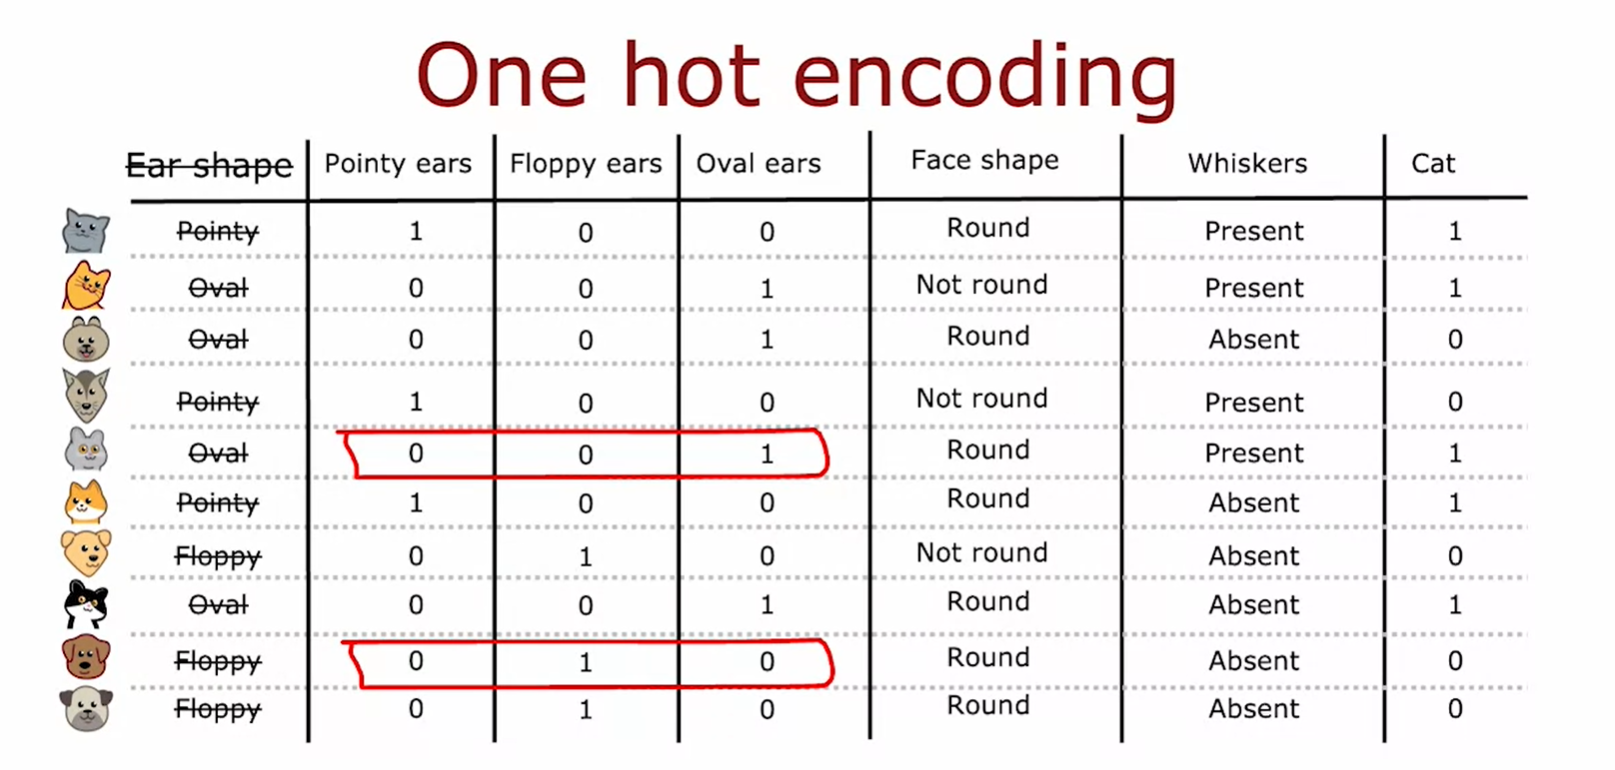 One hot encoding
Ear shape Pointy ears Floppy ears Oval ears Face shape Whiskers Cat
Pointy 1 0 0 Round Present 1
Oval 0 0 1 Not round Present 1
Oval 0 0 1 Round Absent 0
Pointy 1 0 0 Not round Present 0
Oval 0 0 1 Round Present 1
Pointy 1 0 0 Round Absent 1
Floppy 0 1 0 Not round Absent 0
Oval 0 0 1 Round Absent 1
Floppy 0 1 0 Round Absent 0
Floppy 0 1 0 Round Absent 0